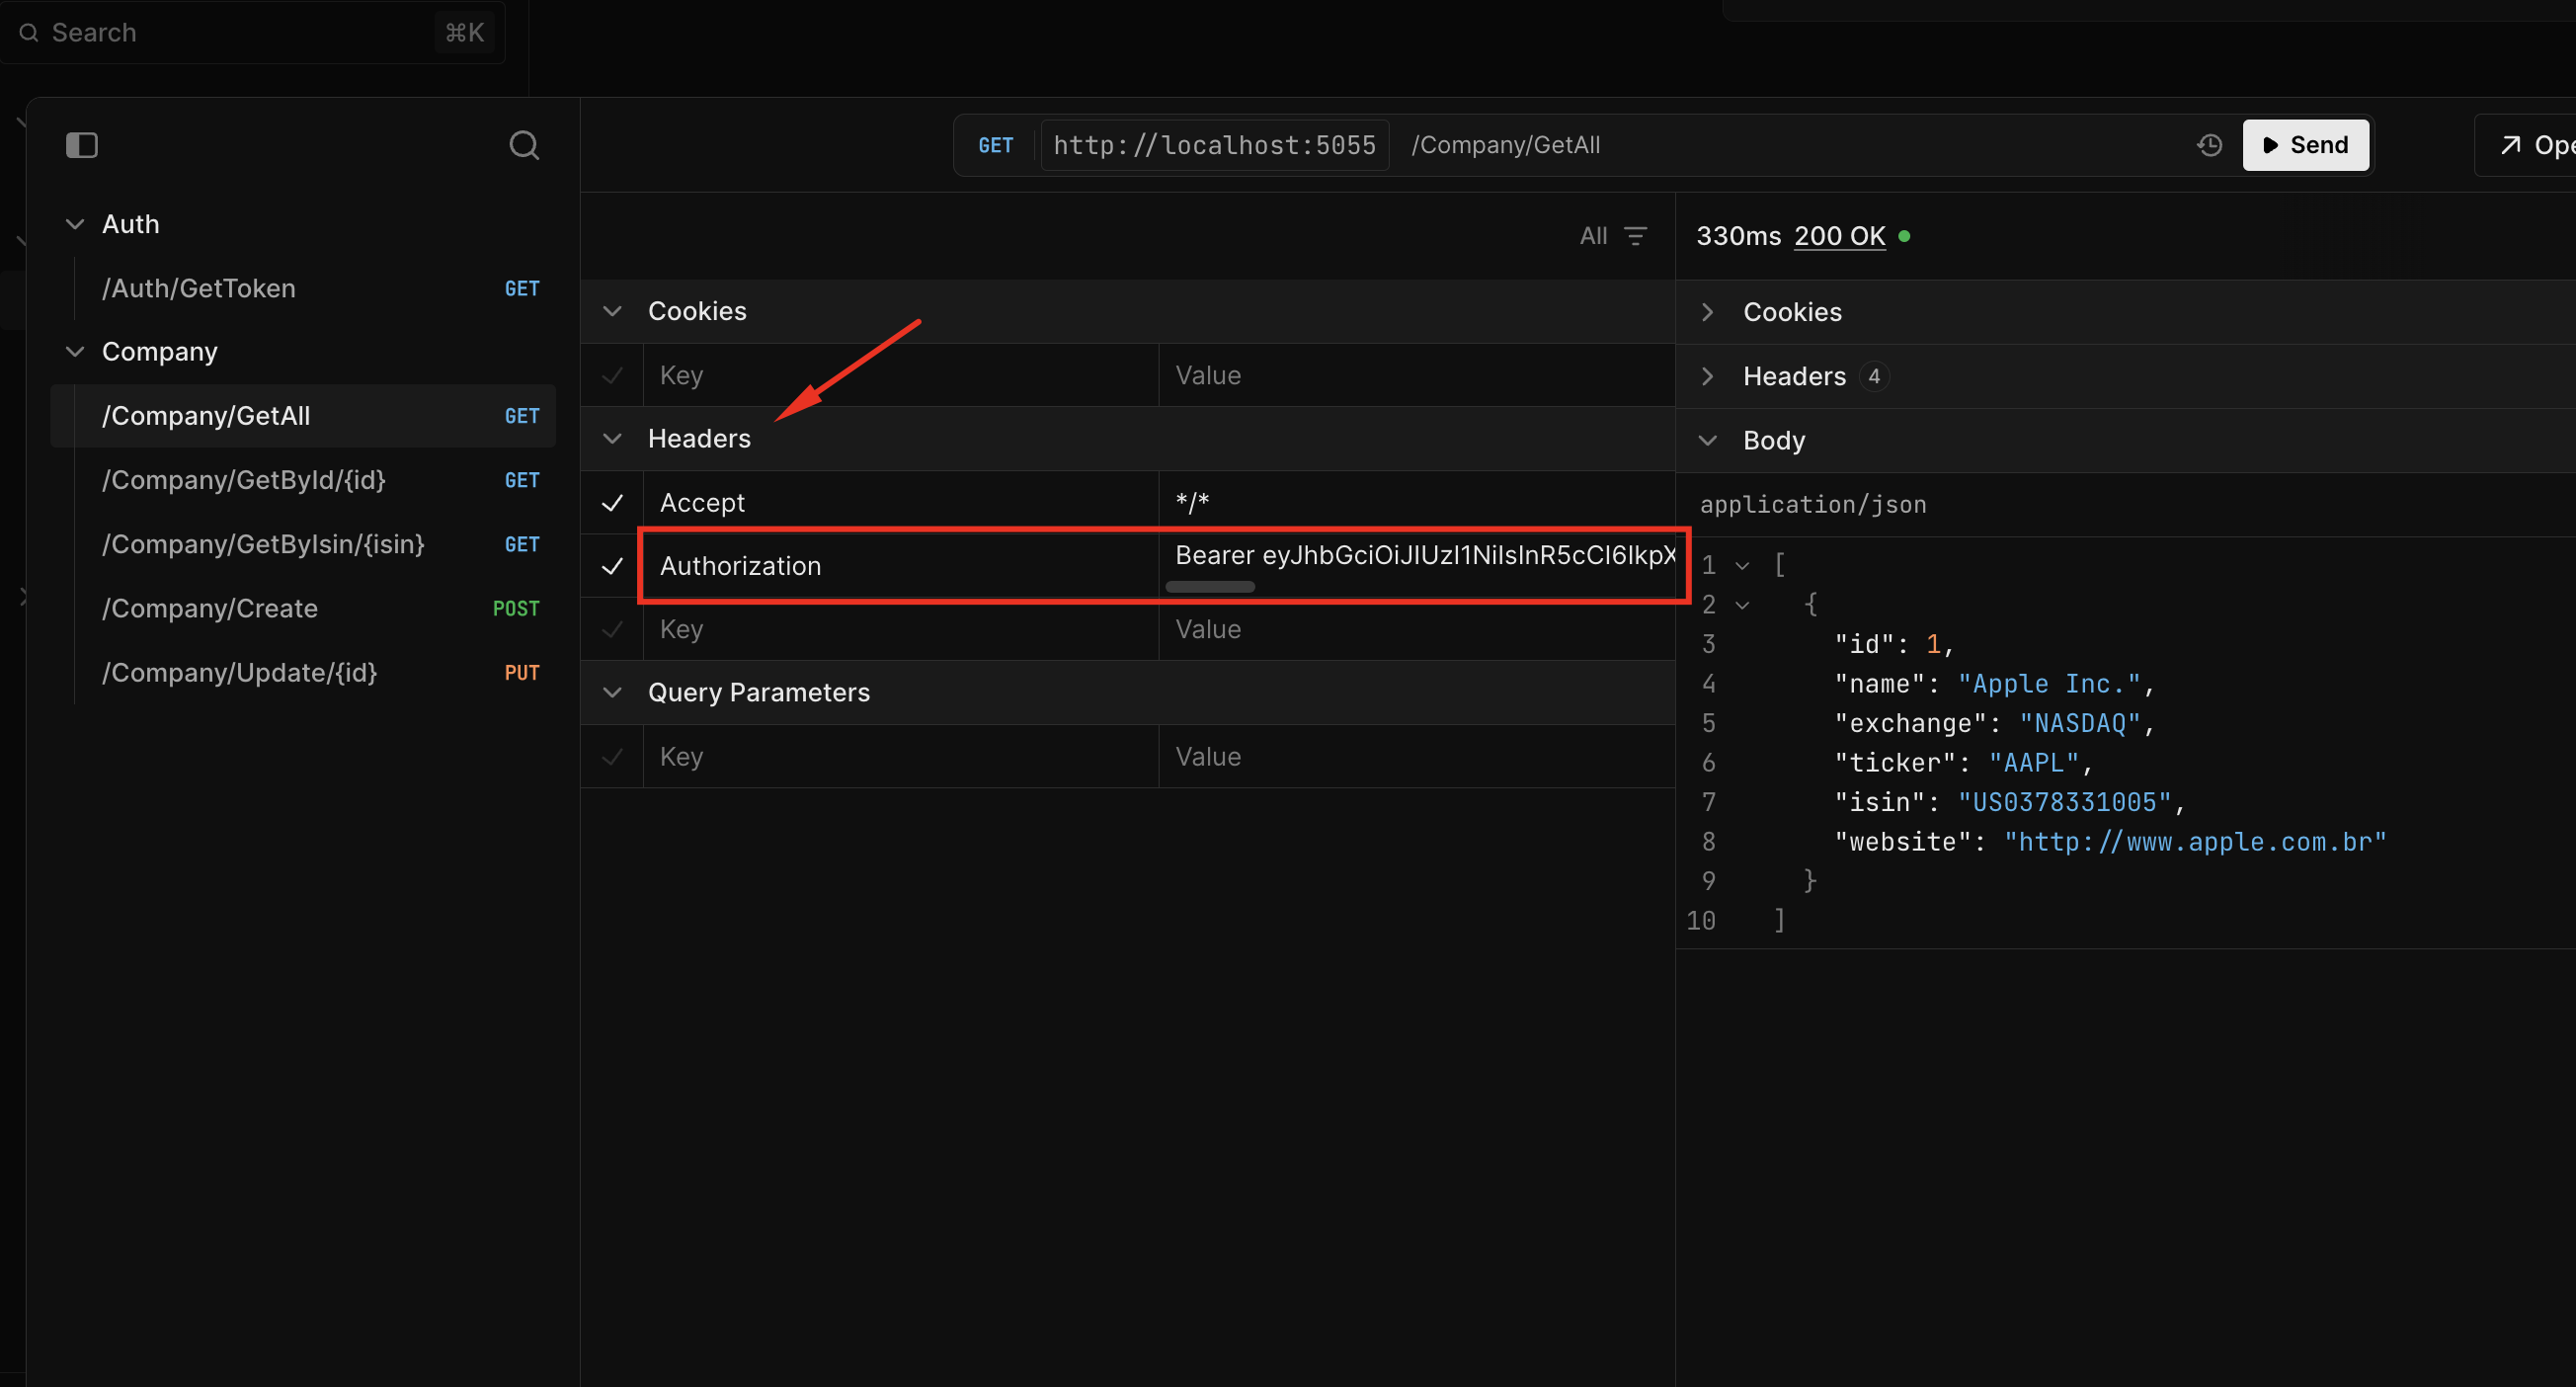 Search
⌘K
GET
http://localhost:5055
/Company/GetAll
Send
Auth
/Auth/GetToken
GET
Company
/Company/GetAll
GET
/Company/GetById/{id}
GET
/Company/GetByIsin/{isin}
GET
/Company/Create
POST
/Company/Update/{id}
PUT
All
Cookies
Key
Value
Headers
Accept
*/*
Authorization
Bearer
Key
Value
Query Parameters
Key
Value
330ms 200 OK
Cookies
Headers 4
Body
application/json
1 [
2 {
3 "id": 1,
4 "name": "Apple Inc.",
5 "exchange": "NASDAQ",
6 "ticker": "AAPL",
7 "isin": "US0378331005",
8 "website": "http://www.apple.com.br"
9 }
10 ]